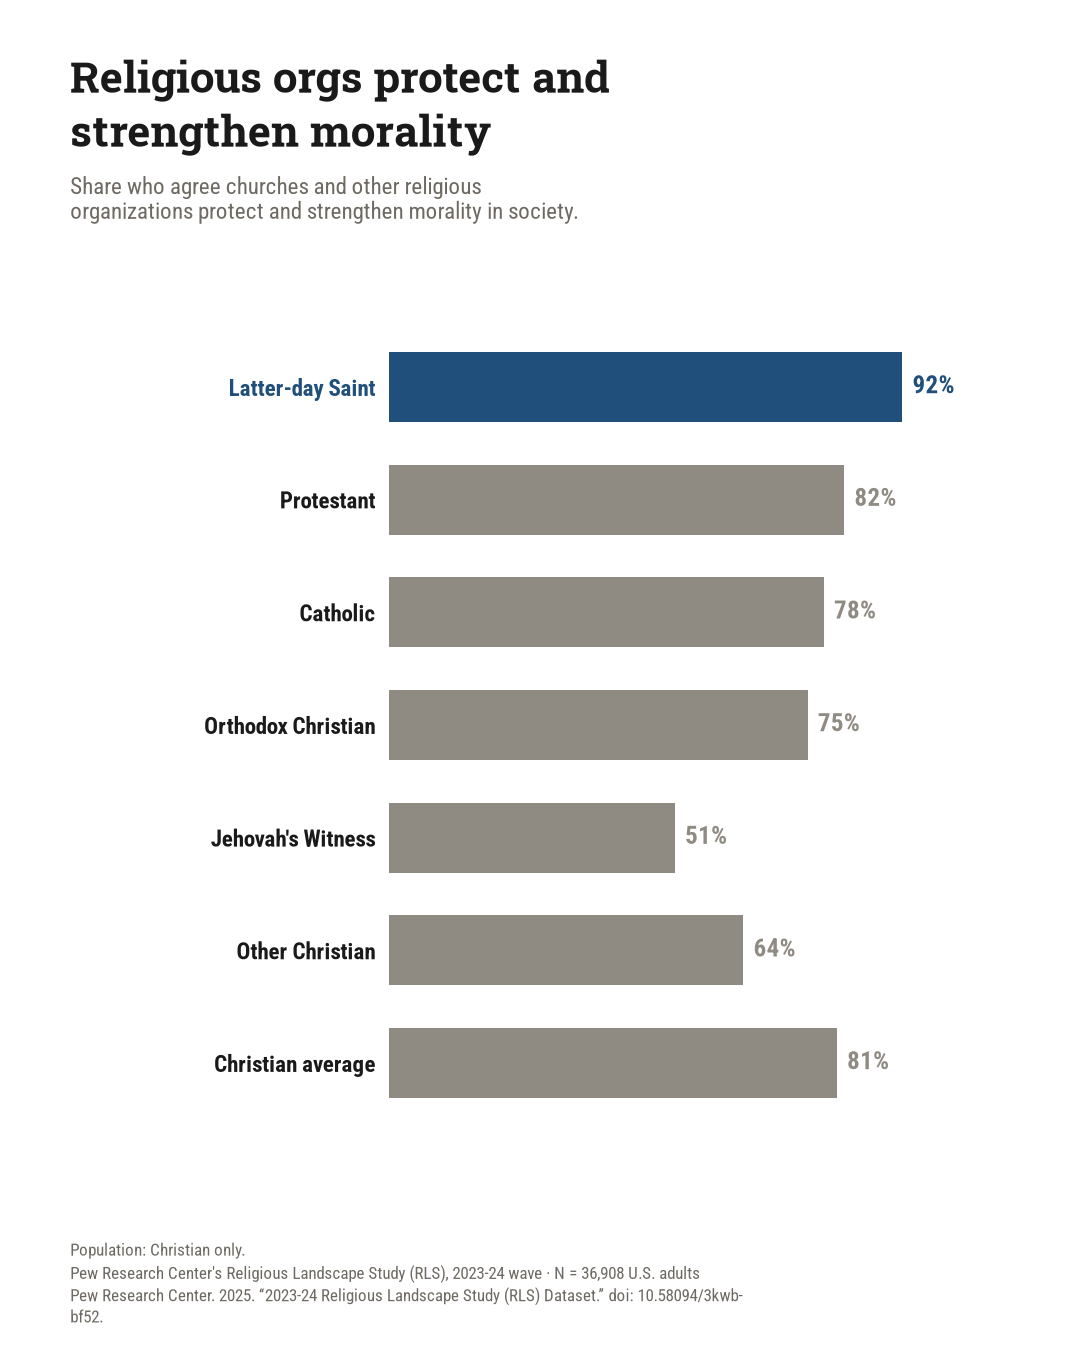 Religious orgs protect and
strengthen morality
Share who agree churches and other religious
organizations protect and strengthen morality in society.
Latter-day Saint 92%
Protestant 82%
Catholic 78%
Orthodox Christian 75%
Jehovah's Witness 51%
Other Christian 64%
Christian average 81%
Population: Christian only.
Pew Research Center's Religious Landscape Study (RLS), 2023-24 wave · N = 36,908 U.S. adults
Pew Research Center. 2025. “2023-24 Religious Landscape Study (RLS) Dataset.” doi: 10.58094/3kwb-
bf52.